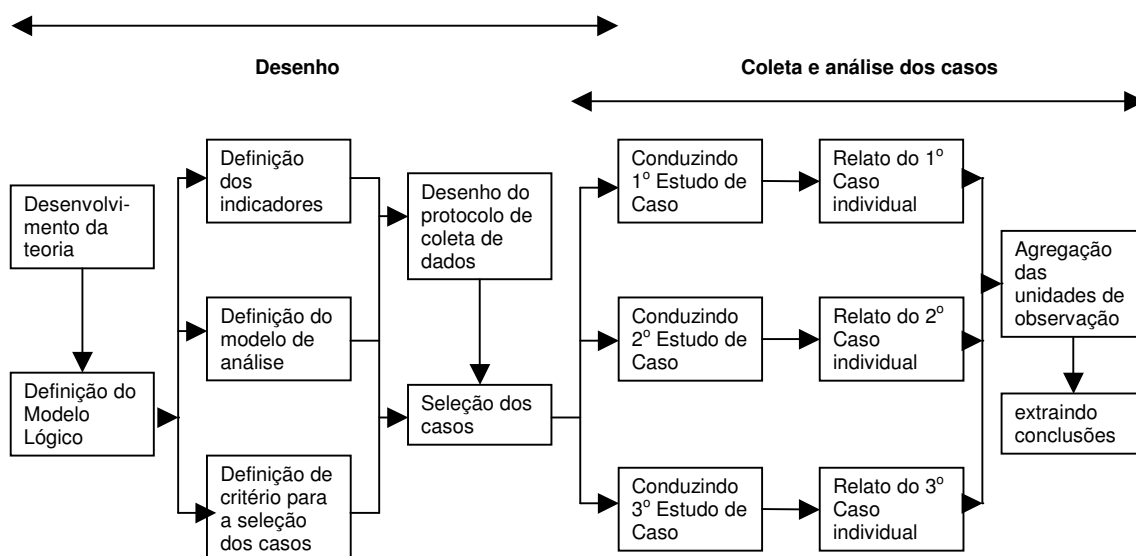 Desenho
Coleta e análise dos casos
Desenvolvi-
mento da
teoria
Definição do
Modelo
Lógico
Definição
dos
indicadores
Definição do
modelo de
análise
Definição de
critério para
a seleção
dos casos
Desenho do
protocolo de
coleta de
dados
Seleção dos
casos
Conduzindo
1º Estudo de
Caso
Relato do 1º
Caso
individual
Conduzindo
2º Estudo de
Caso
Relato do 2º
Caso
individual
Conduzindo
3º Estudo de
Caso
Relato do 3º
Caso
individual
Agregação
das
unidades de
observação
extraindo
conclusões